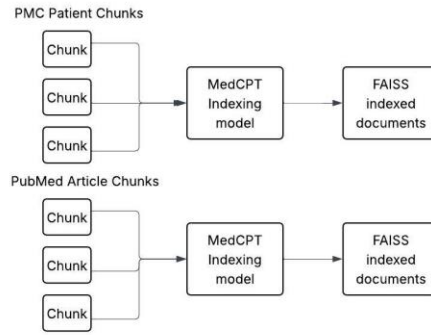 PMC Patient Chunks
Chunk
Chunk
Chunk
MedCPT
Indexing
model
FAISS
indexed
documents
PubMed Article Chunks
Chunk
Chunk
Chunk
MedCPT
Indexing
model
FAISS
indexed
documents